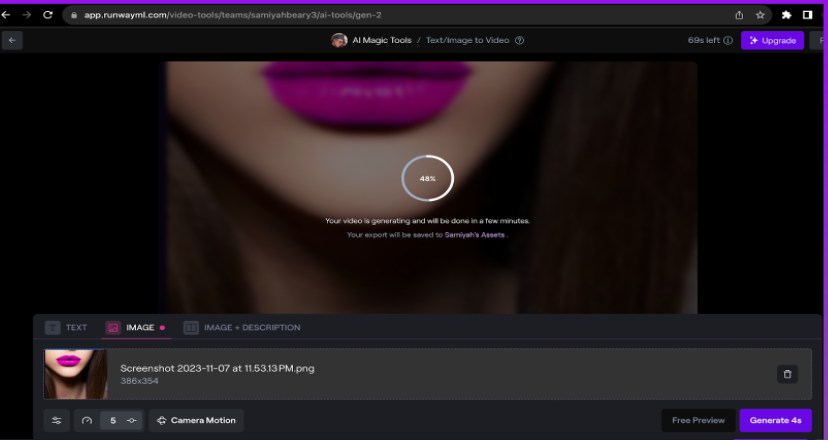 app.runwayml.com/video-tools/teams/samiyahbeary3/ai-tools/gen-2
AI Magic Tools / Text/Image to Video
69s left
Upgrade
48%
Your video is generating and will be done in a few minutes.
Your export will be saved to Samiyah's Assets .
TEXT
IMAGE
IMAGE + DESCRIPTION
Screenshot 2023-11-07 at 11.53.13 PM.png
386x354
5
Camera Motion
Free Preview
Generate 4s